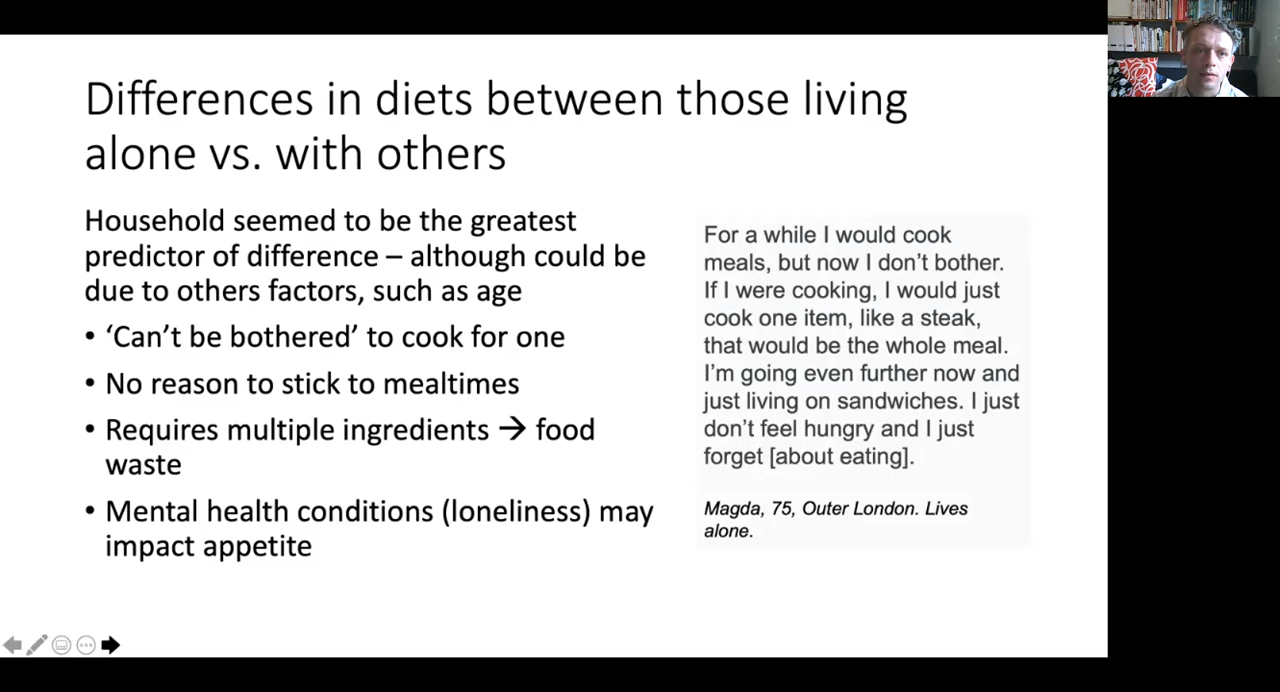 Differences in diets between those living
alone vs. with others
Household seemed to be the greatest
predictor of difference – although could be
due to others factors, such as age
• ‘Can’t be bothered’ to cook for one
• No reason to stick to mealtimes
• Requires multiple ingredients → food
waste
• Mental health conditions (loneliness) may
impact appetite
For a while I would cook
meals, but now I don’t bother.
If I were cooking, I would just
cook one item, like a steak,
that would be the whole meal.
I’m going even further now and
just living on sandwiches. I just
don’t feel hungry and I just
forget [about eating].
Magda, 75, Outer London. Lives
alone.